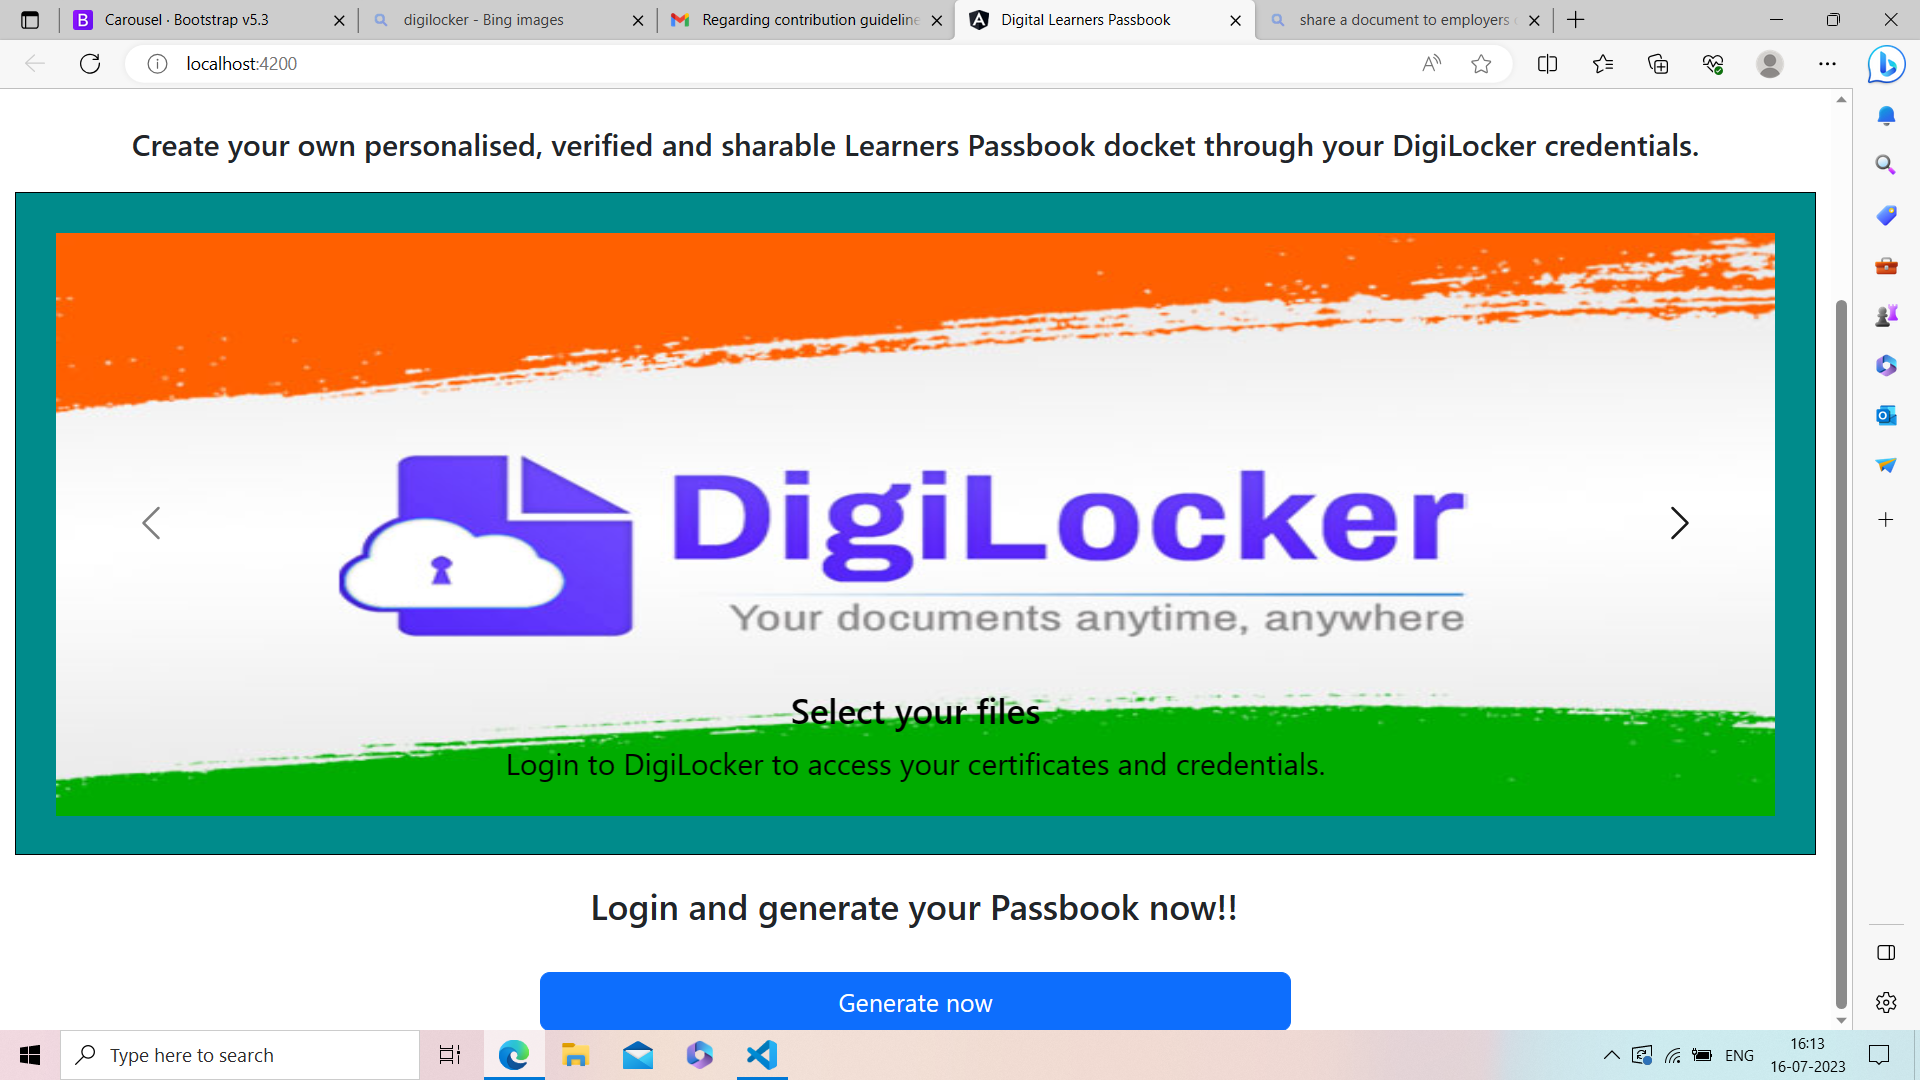 Carousel · Bootstrap v5.3
digilocker - Bing images
Regarding contribution guideline
Digital Learners Passbook
share a document to employers
localhost:4200
Create your own personalised, verified and sharable Learners Passbook docket through your DigiLocker credentials.
DigiLocker
Your documents anytime, anywhere
Select your files
Login to DigiLocker to access your certificates and credentials.
Login and generate your Passbook now!!
Generate now
Type here to search
ENG
16:13
16-07-2023